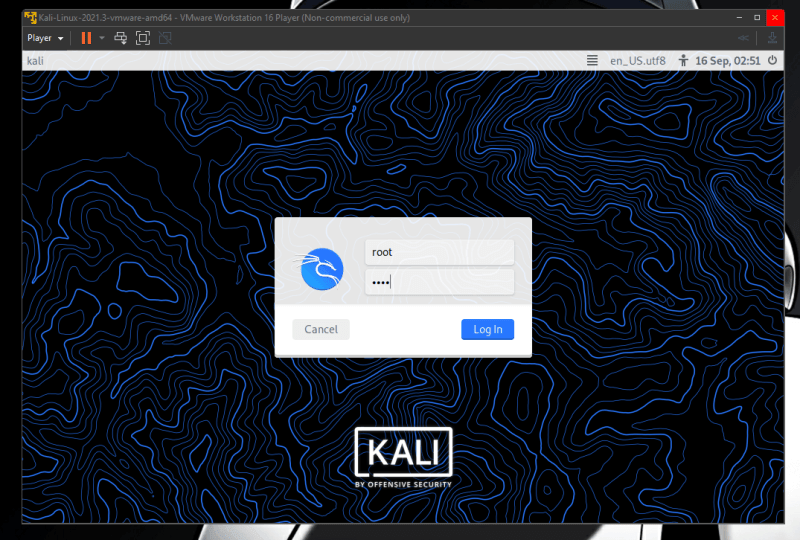 Kali-Linux-2021.3-vmware-amd64 - VMware Workstation 16 Player (Non-commercial use only)
Player
kali en_US.utf8 16 Sep, 02:51
root
••••
Cancel Log In
KALI
BY OFFENSIVE SECURITY